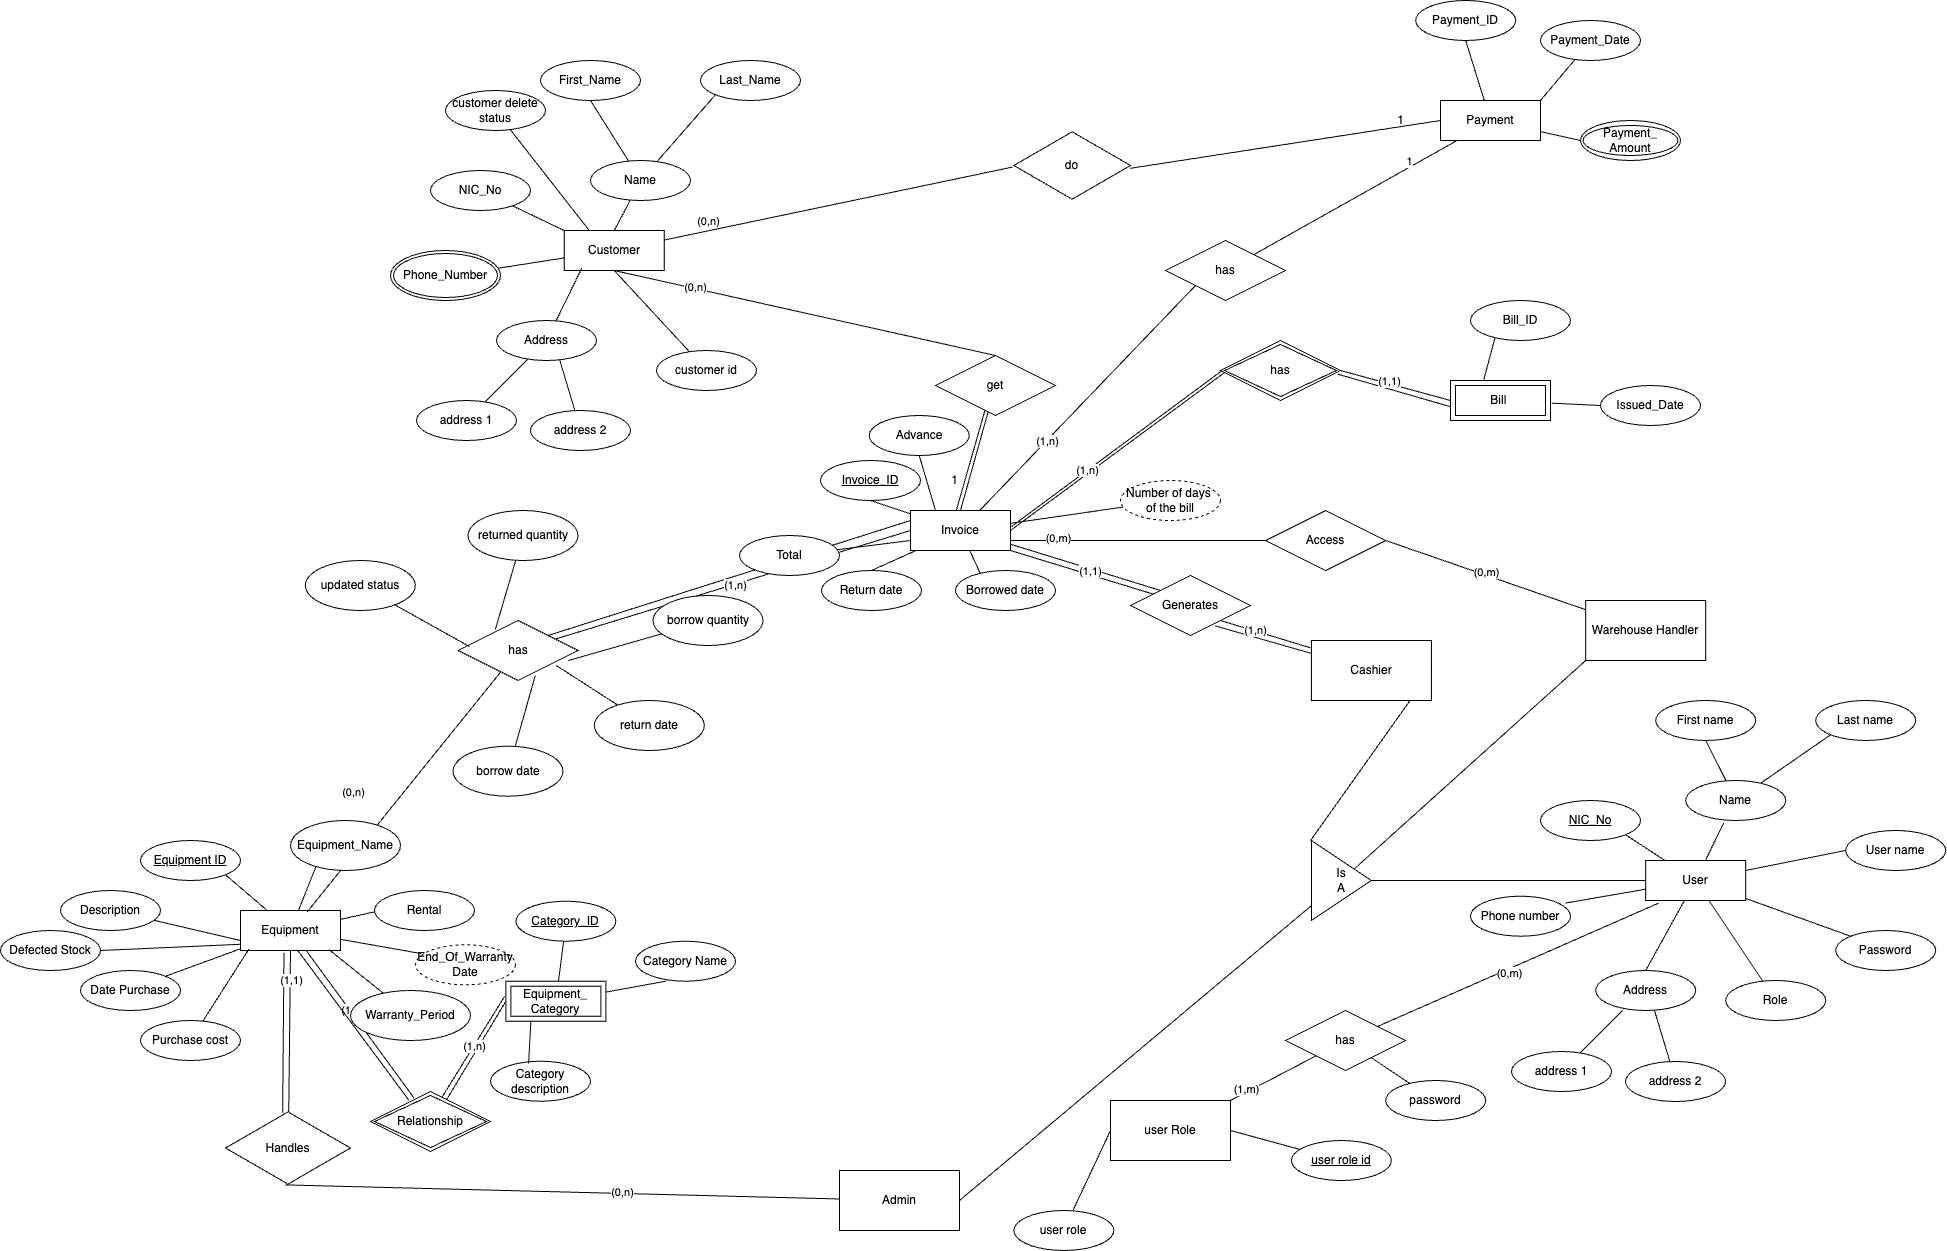 Payment_ID
Payment_Date
First_Name
Last_Name
customer delete
status
1
Payment
Payment_
Amount
do
1
Name
NIC_No
(0,n)
Customer
Phone_Number
has
(0,n)
Bill_ID
Address
customer id
has
(1,1)
get
Bill
Issued_Date
address 1
address 2
Advance
(1,n)
(1,n)
Invoice_ID
1
Number of days
of the bill
returned quantity
Invoice
(0,m)
Access
Total
updated status
(1,n)
Return date
Borrowed date
(1,1)
Generates
(0,m)
borrow quantity
(1,n)
Warehouse Handler
has
Cashier
return date
First name
Last name
borrow date
(0,n)
Name
NIC_No
Equipment_Name
Equipment ID
User name
Is
A
User
Description
Rental
Category_ID
Phone number
Equipment
Defected Stock
End_Of_Warranty_
Date
Category Name
Password
(1,1)
(0,m)
Date Purchase
(1
Warranty_Period
Equipment_
Category
Address
Role
Purchase cost
(1,n)
has
Category
description
address 1
address 2
(1,m)
password
Relationship
user Role
Handles
user role id
(0,n)
Admin
user role